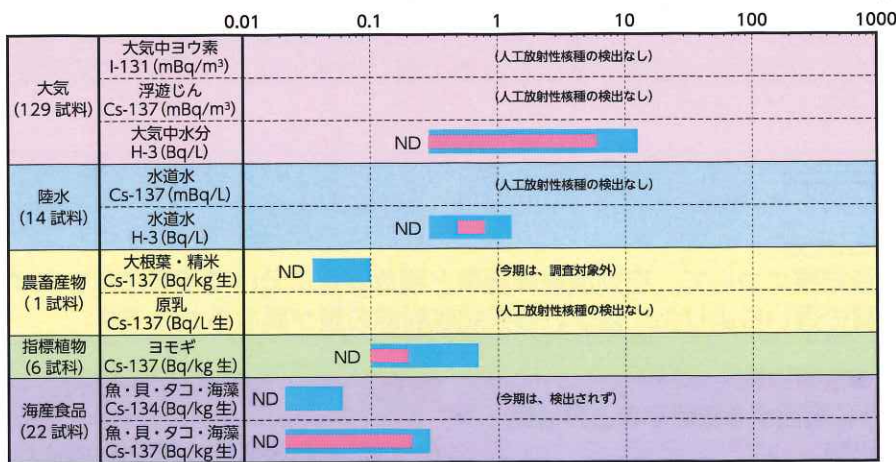 0.01 0.1 1 10 100 1000
大気
(129 試料)
大気中ヨウ素
I-131(mBq/m³)
(人工放射性核種の検出なし)
浮遊じん
Cs-137(mBq/m³)
(人工放射性核種の検出なし)
大気中水分
H-3(Bq/L)
ND
陸水
(14 試料)
水道水
Cs-137(mBq/L)
(人工放射性核種の検出なし)
水道水
H-3(Bq/L)
ND
農畜産物
(1 試料)
大根葉・精米
Cs-137(Bq/kg 生)
ND
(今期は、調査対象外)
原乳
Cs-137(Bq/L 生)
(人工放射性核種の検出なし)
指標植物
(6 試料)
ヨモギ
Cs-137(Bq/kg 生)
ND
海産食品
(22 試料)
魚・貝・タコ・海藻
Cs-134(Bq/kg 生)
ND
(今期は、検出されず)
魚・貝・タコ・海藻
Cs-137(Bq/kg 生)
ND